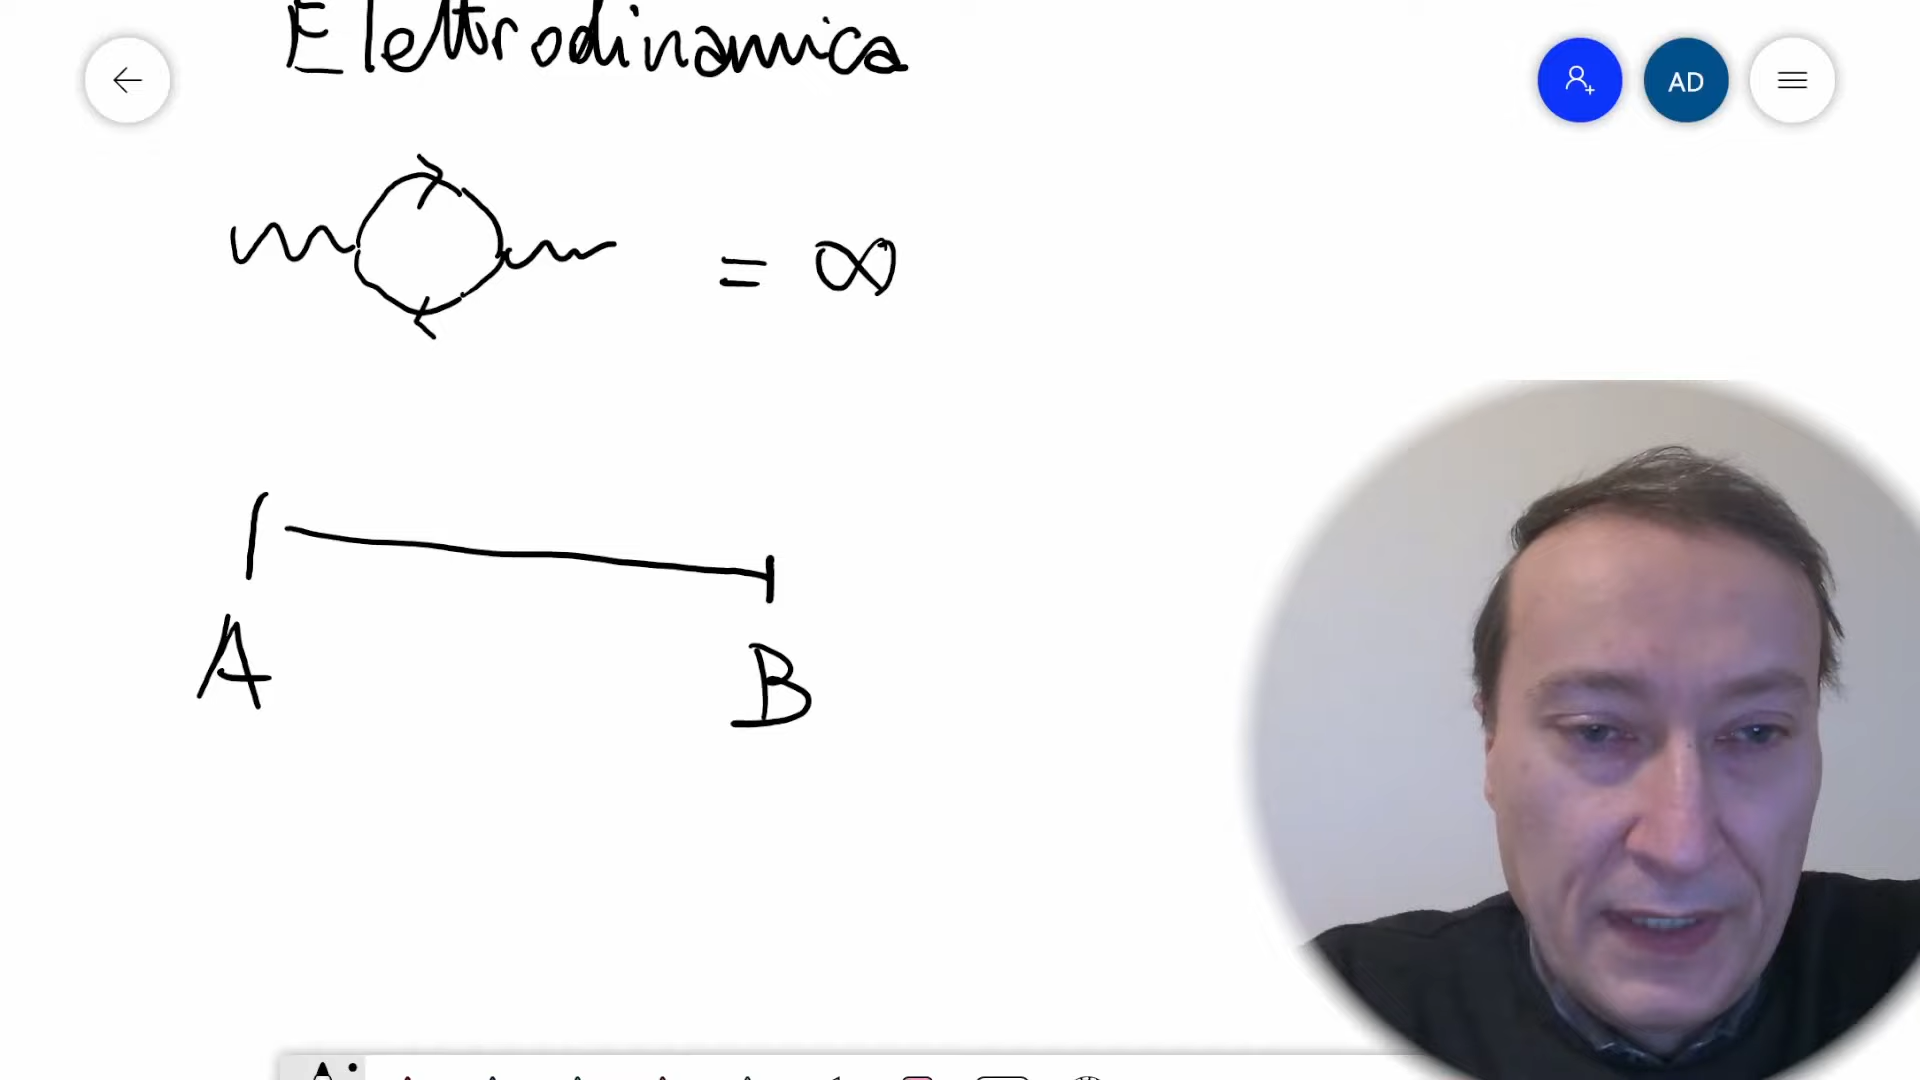 Elettrodinamica
AD
= ∞
A
B